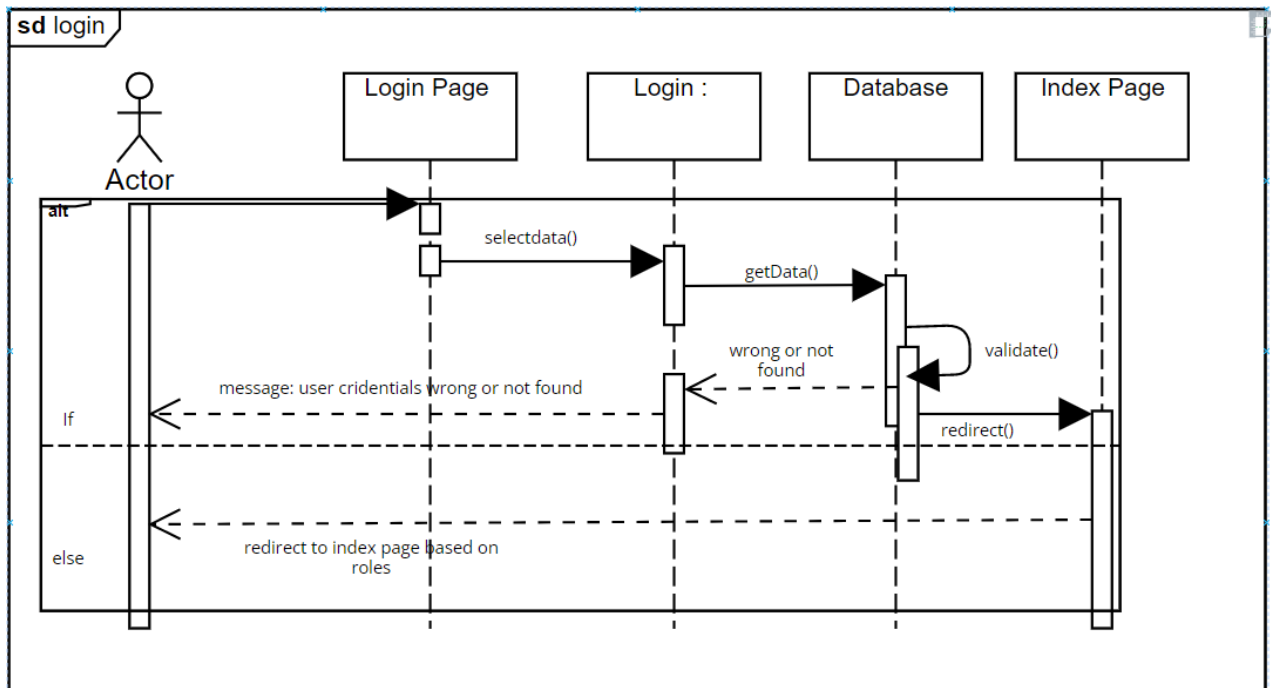 sd login
Login Page
Login :
Database
Index Page
Actor
alt
selectdata()
getData()
validate()
wrong or not
found
message: user cridentials wrong or not found
If
redirect()
redirect to index page based on
roles
else